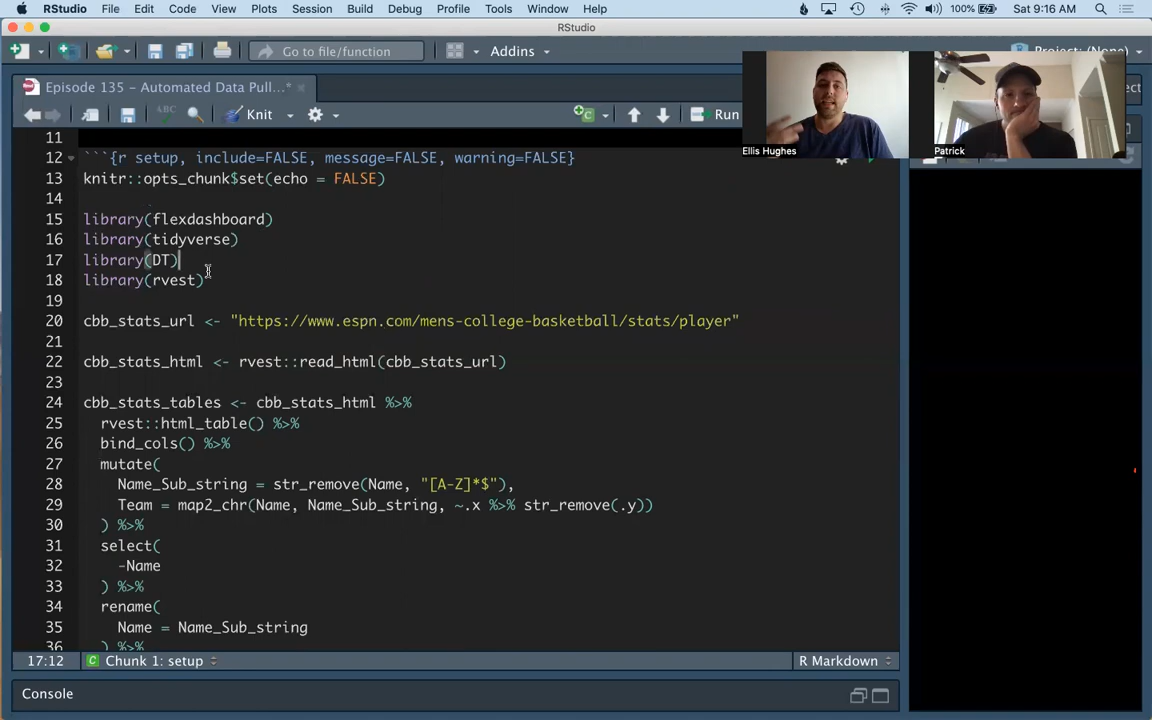 RStudio File Edit Code View Plots Session Build Debug Profile Tools Window Help 100% Sat 9:16 AM
RStudio
Go to file/function Addins Project: (None)
Episode 135 - Automated Data Pull...*
ABC Knit Run
Ellis Hughes Patrick
11
12 ```{r setup, include=FALSE, message=FALSE, warning=FALSE}
13 knitr::opts_chunk$set(echo = FALSE)
14
15 library(flexdashboard)
16 library(tidyverse)
17 library(DT)
18 library(rvest)
19
20 cbb_stats_url <- "https://www.espn.com/mens-college-basketball/stats/player"
21
22 cbb_stats_html <- rvest::read_html(cbb_stats_url)
23
24 cbb_stats_tables <- cbb_stats_html %>%
25 rvest::html_table() %>%
26 bind_cols() %>%
27 mutate(
28 Name_Sub_string = str_remove(Name, "[A-Z]*$"),
29 Team = map2_chr(Name, Name_Sub_string, ~.x %>% str_remove(.y))
30 ) %>%
31 select(
32 -Name
33 ) %>%
34 rename(
35 Name = Name_Sub_string
36 ) %>%
17:12 Chunk 1: setup R Markdown
Console